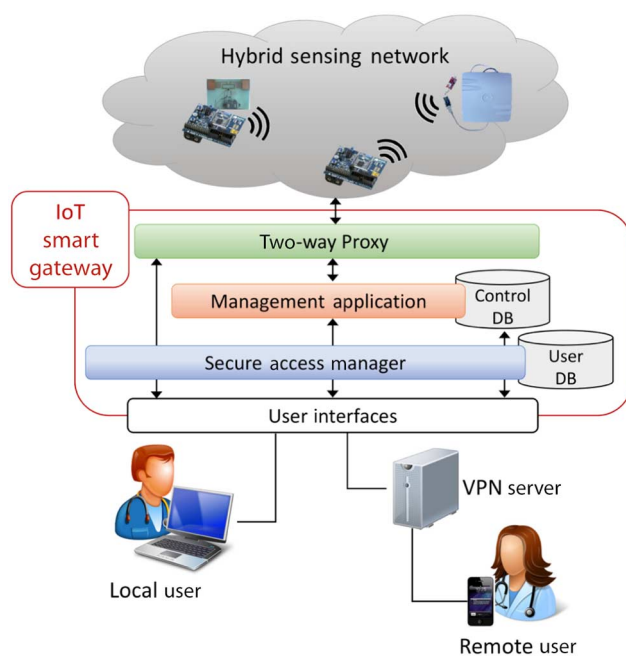 Hybrid sensing network
IoT
smart
gateway
Two-way Proxy
Management application
Control
DB
Secure access manager
User
DB
User interfaces
VPN server
Local user
Remote user